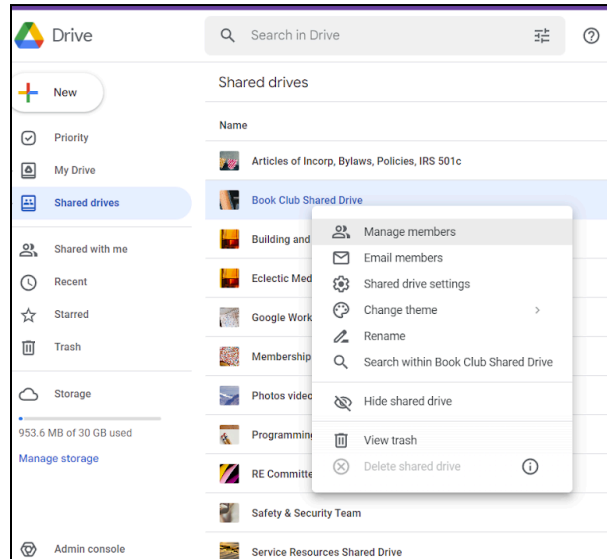 Drive
Search in Drive
New
Priority
My Drive
Shared drives
Shared with me
Recent
Starred
Trash
Storage
953.6 MB of 30 GB used
Manage storage
Admin console
Shared drives
Name
Articles of Incorp, Bylaws, Policies, IRS 501c
Book Club Shared Drive
Building and
Eclectic Med
Google Work
Membership
Photos videc
Programming
RE Committe
Safety & Security Team
Service Resources Shared Drive
Manage members
Email members
Shared drive settings
Change theme
Rename
Search within Book Club Shared Drive
Hide shared drive
View trash
Delete shared drive